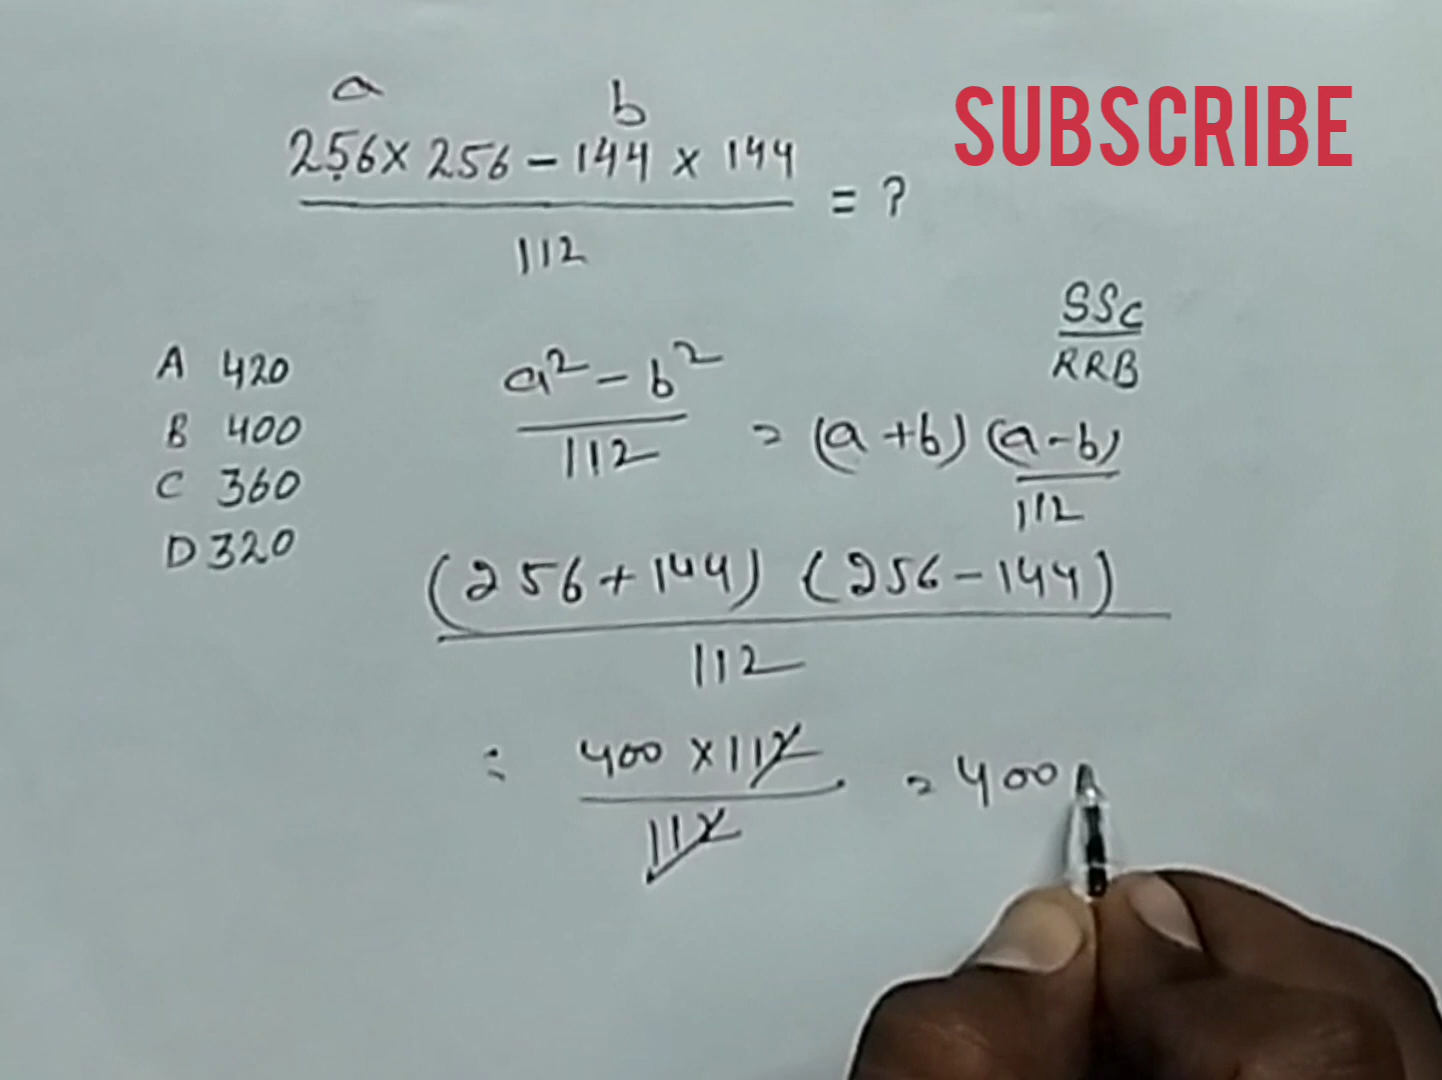 SUBSCRIBE
a b
256 × 256 - 144 × 144
= ?
112
SSC
RRB
A 420
B 400
C 360
D 320
a² - b²
112
= (a + b) (a - b)
112
(256 + 144) (256 - 144)
112
= 400 × 112
112
= 400